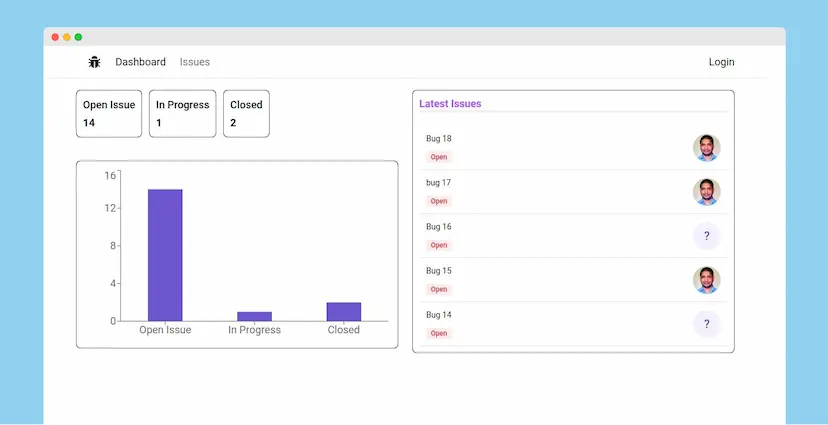 Dashboard Issues Login
Open Issue In Progress Closed
14 1 2
16
12
8
4
0
Open Issue In Progress Closed
Latest Issues
Bug 18
Open
bug 17
Open
Bug 16
Open
?
Bug 15
Open
Bug 14
Open
?